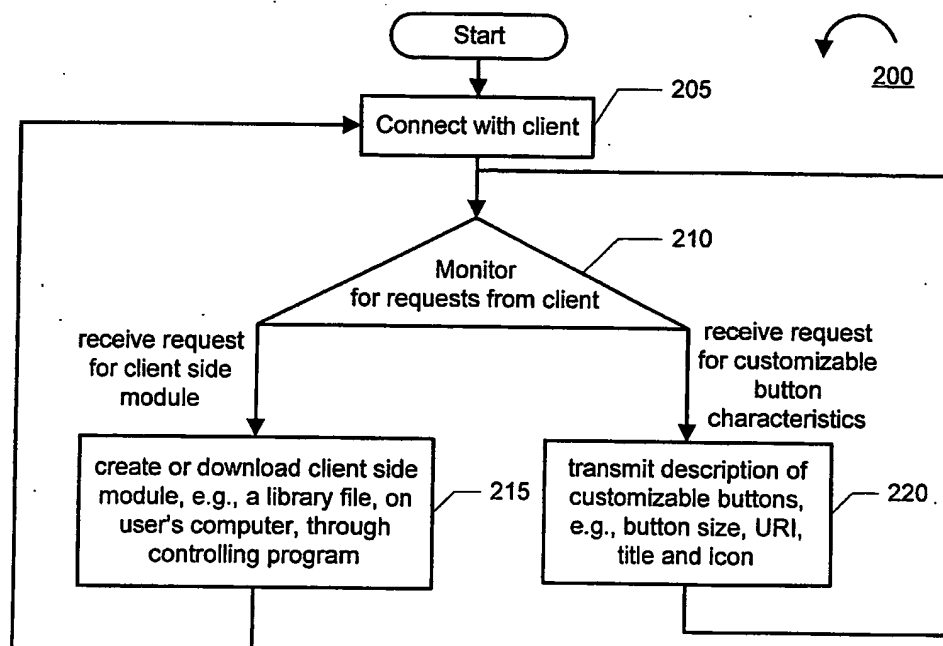 Start
200
Connect with client
205
Monitor
for requests from client
210
receive request
for client side
module
receive request
for customizable
button
characteristics
create or download client side
module, e.g., a library file, on
user's computer, through
controlling program
215
transmit description of
customizable buttons,
e.g., button size, URI,
title and icon
220